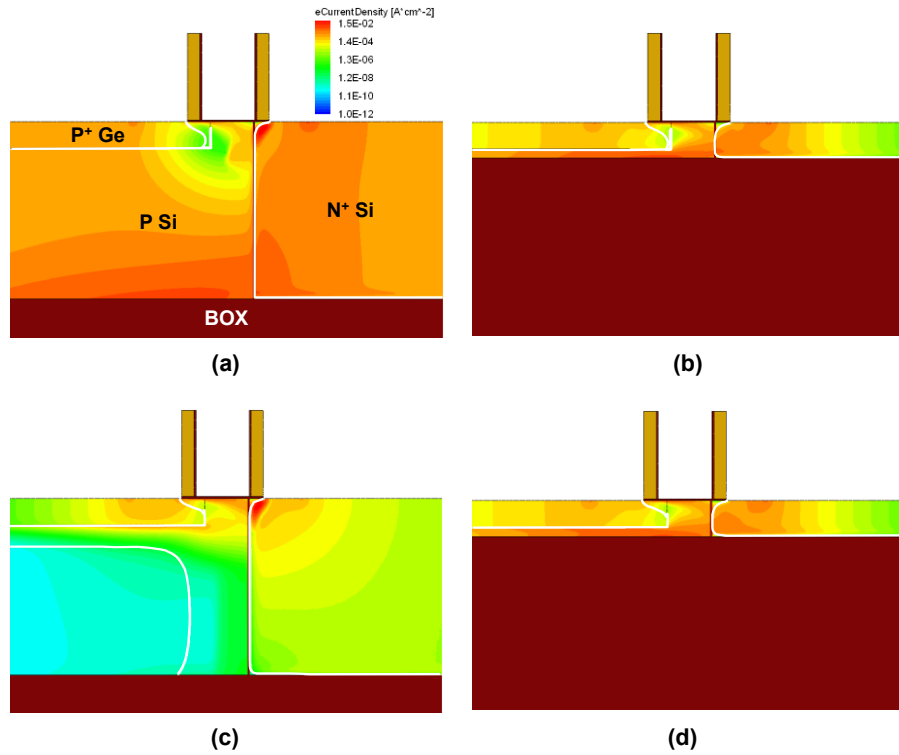 eCurrentDensity [A*cm^-2]
1.5E-02
1.4E-04
1.3E-06
1.2E-08
1.1E-10
1.0E-12
P+ Ge
P Si
N+ Si
BOX
(a)
(b)
(c)
(d)